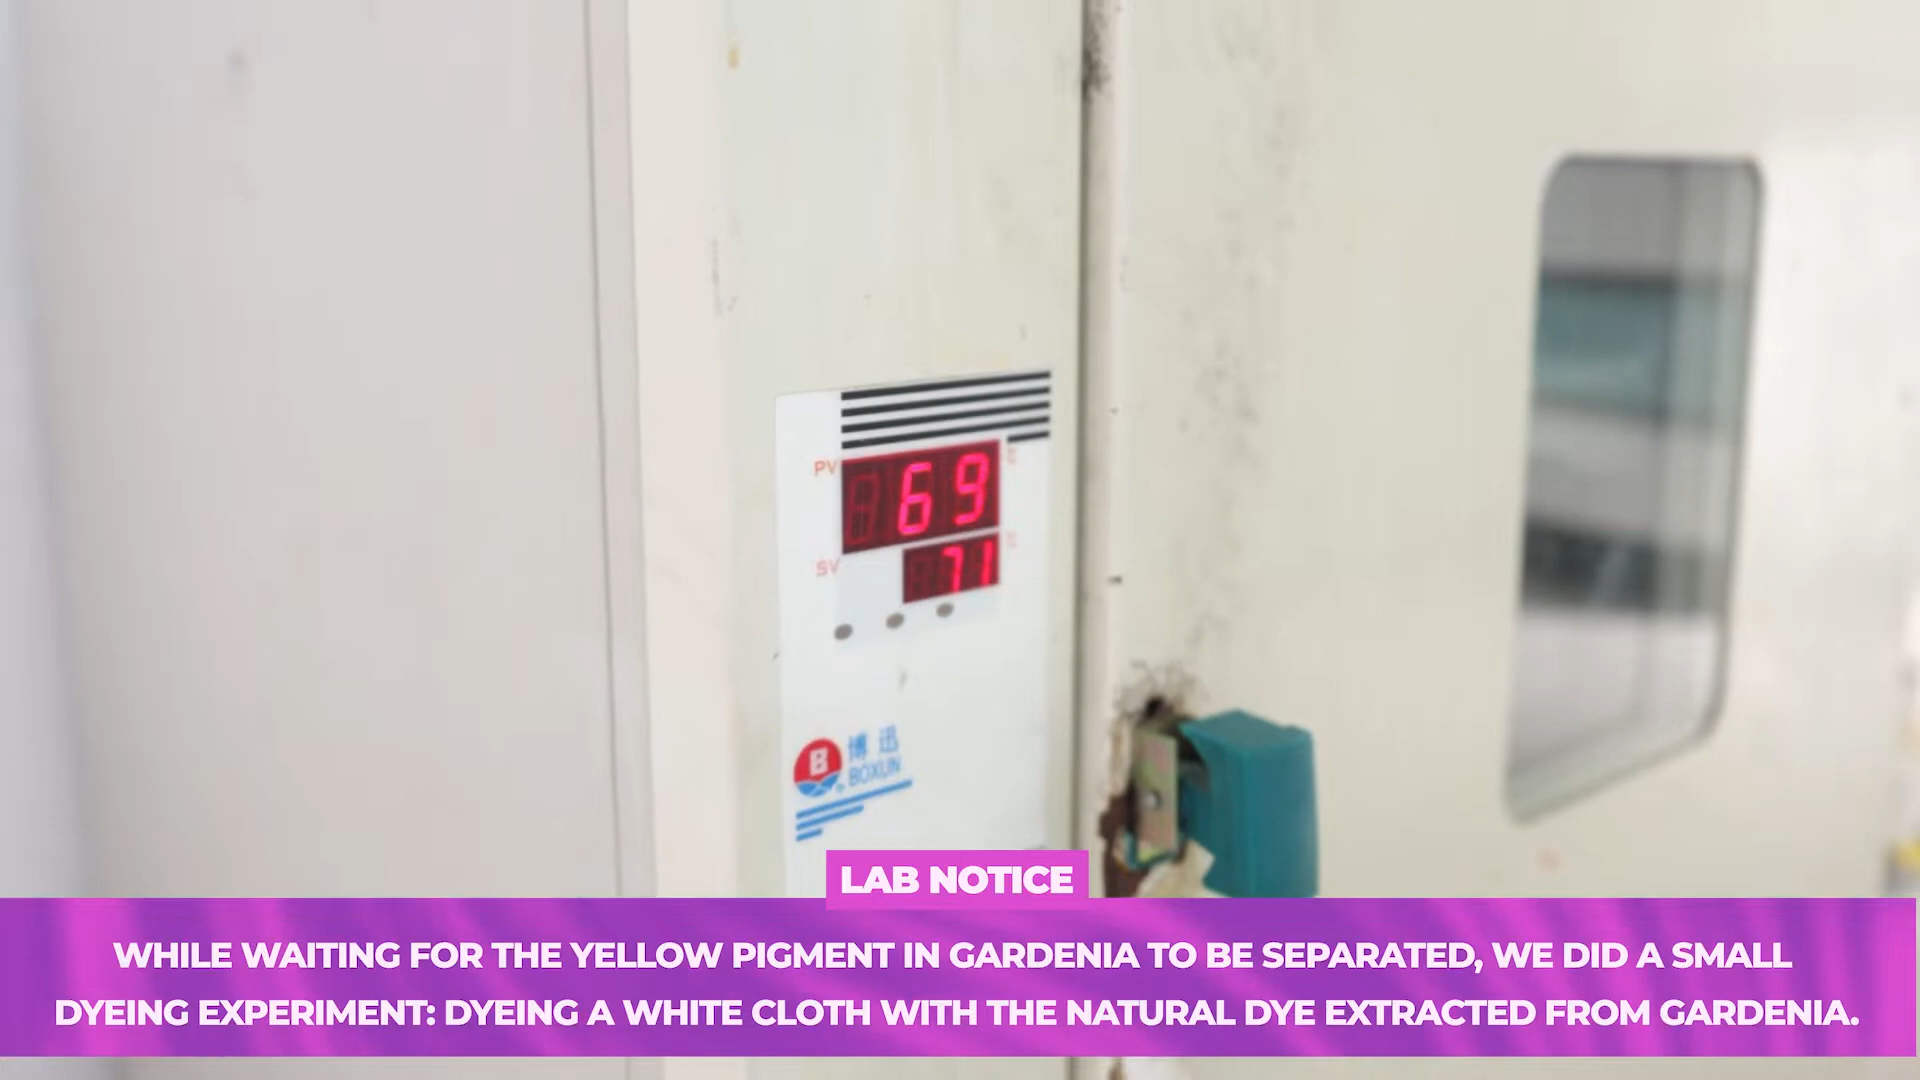 PV
69
℃
SV
71
℃
博迅
BOXUN
LAB NOTICE
WHILE WAITING FOR THE YELLOW PIGMENT IN GARDENIA TO BE SEPARATED, WE DID A SMALL
DYEING EXPERIMENT: DYEING A WHITE CLOTH WITH THE NATURAL DYE EXTRACTED FROM GARDENIA.